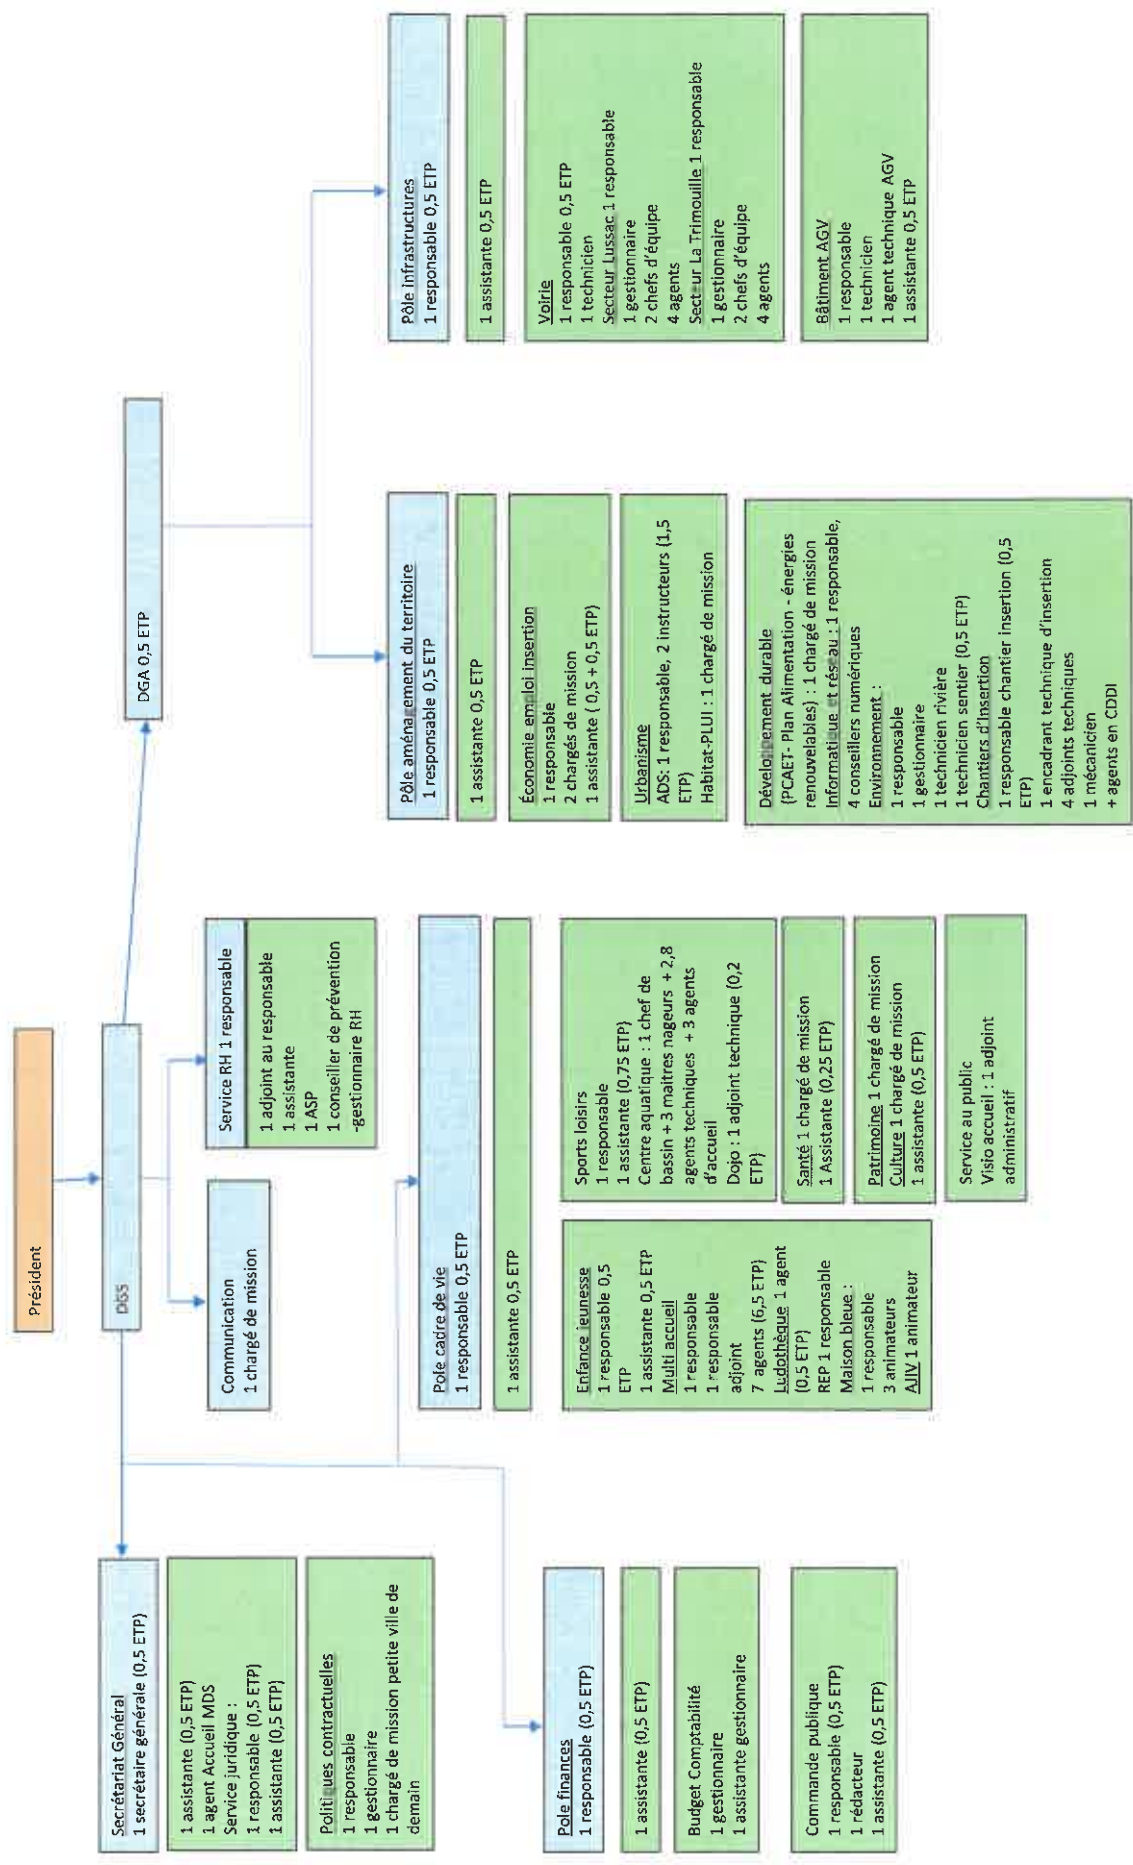 Président
DGS
DGA 0,5 ETP
Communication
1 chargé de mission
Service RH 1 responsable
1 adjoint au responsable
1 assistante
1 ASP
1 conseiller de prévention
-gestionnaire RH
Secrétariat Général
1 secrétaire générale (0,5 ETP)
1 assistante (0,5 ETP)
1 agent Accueil MDS
Service juridique :
1 responsable (0,5 ETP)
1 assistante (0,5 ETP)
Politiques contractuelles
1 responsable
1 gestionnaire
1 chargé de mission petite ville de
demain
Pole finances
1 responsable (0,5 ETP)
1 assistante (0,5 ETP)
Budget Comptabilité
1 gestionnaire
1 assistante gestionnaire
Commande publique
1 responsable (0,5 ETP)
1 rédacteur
1 assistante (0,5 ETP)
Pole cadre de vie
1 responsable 0,5 ETP
1 assistante 0,5 ETP
Enfance jeunesse
1 responsable 0,5
ETP
1 assistante 0,5 ETP
Multi accueil
1 responsable
1 responsable
adjoint
7 agents (6,5 ETP)
Ludothèque 1 agent
(0,5 ETP)
REP 1 responsable
Maison bleue :
1 responsable
3 animateurs
AJIV 1 animateur
Sports loisirs
1 responsable
1 assistante (0,75 ETP)
Centre aquatique : 1 chef de
bassin + 3 maitres nageurs + 2,8
agents techniques + 3 agents
d'accueil
Dojo : 1 adjoint technique (0,2
ETP)
Santé 1 chargé de mission
1 Assistante (0,25 ETP)
Patrimoine 1 chargé de mission
Culture 1 chargé de mission
1 assistante (0,5 ETP)
Service au public
Visio accueil : 1 adjoint
administratif
Pôle aménagement du territoire
1 responsable 0,5 ETP
1 assistante 0,5 ETP
Économie emploi insertion
1 responsable
2 chargés de mission
1 assistante ( 0,5 + 0,5 ETP)
Urbanisme
ADS: 1 responsable, 2 instructeurs (1,5
ETP)
Habitat-PLUI : 1 chargé de mission
Développement durable
(PCAET- Plan Alimentation - énergies
renouvelables) : 1 chargé de mission
Informatique et réseau : 1 responsable,
4 conseillers numériques
Environnement :
1 responsable
1 gestionnaire
1 technicien rivière
1 technicien sentier (0,5 ETP)
Chantiers d'Insertion
1 responsable chantier insertion (0,5
ETP)
1 encadrant technique d'insertion
4 adjoints techniques
1 mécanicien
+ agents en CDDI
Pôle infrastructures
1 responsable 0,5 ETP
1 assistante 0,5 ETP
Voirie
1 responsable 0,5 ETP
1 technicien
Secteur Lussac 1 responsable
1 gestionnaire
2 chefs d'équipe
4 agents
Secteur La Trimouille 1 responsable
1 gestionnaire
2 chefs d'équipe
4 agents
Bâtiment AGV
1 responsable
1 technicien
1 agent technique AGV
1 assistante 0,5 ETP